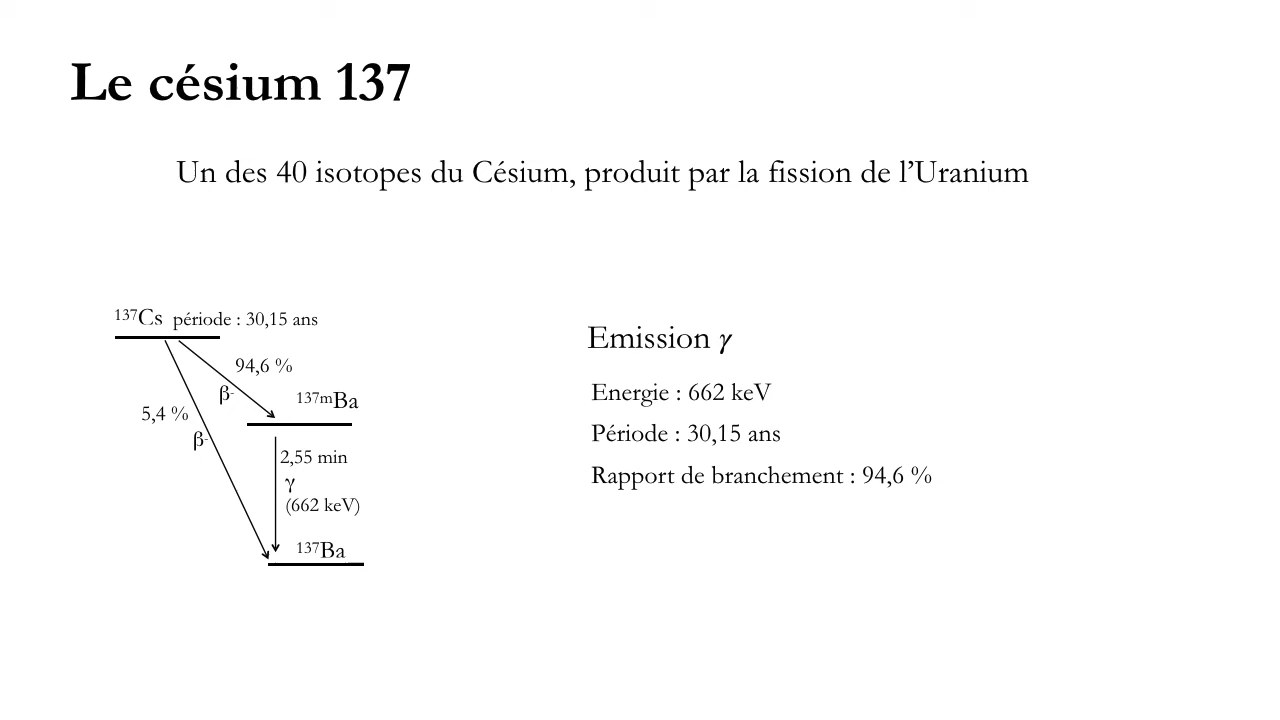 Le césium 137
Un des 40 isotopes du Césium, produit par la fission de l’Uranium
¹³⁷Cs période : 30,15 ans
94,6 %
β-
¹³⁷ᵐBa
5,4 %
β-
2,55 min
γ
(662 keV)
¹³⁷Ba
Emission γ
Energie : 662 keV
Période : 30,15 ans
Rapport de branchement : 94,6 %